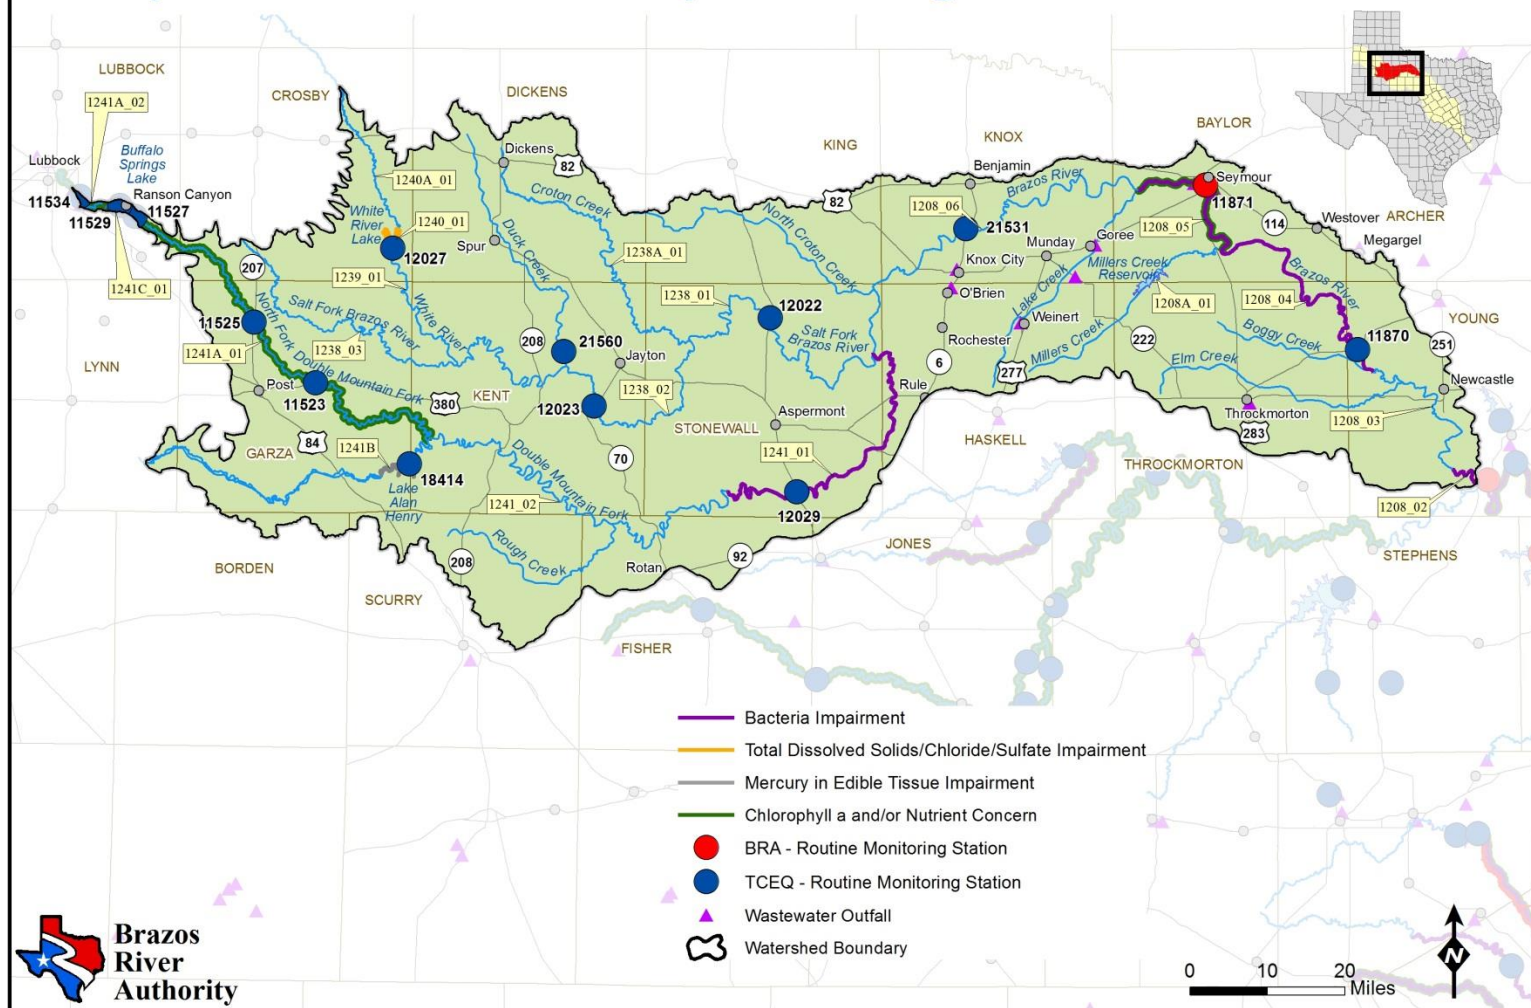 LUBBOCK
CROSBY
DICKENS
KING
KNOX
BAYLOR
ARCHER
YOUNG
LYNN
GARZA
KENT
STONEWALL
HASKELL
THROCKMORTON
STEPHENS
BORDEN
SCURRY
FISHER
JONES
1241A_02
Buffalo
Springs
Lake
Lubbock
Ranson Canyon
11534
11529
11527
1241C_01
207
1240A_01
White
River
Lake
1240_01
12027
1239_01
White River
Dickens
82
Spur
Croton Creek
Duck Creek
1238A_01
North Croton Creek
82
Benjamin
Brazos River
1208_06
21531
Seymour
11871
1208_05
114
Westover
Megargel
Munday
Goree
Knox City
O'Brien
Lake Creek
Millers Creek
Reservoir
1208A_01
1208_04
Brazos River
Weinert
Rochester
Millers Creek
222
Boggy Creek
Elm Creek
11870
251
Newcastle
6
277
Rule
Throckmorton
283
1208_03
1208_02
11525
North Fork
Double Mountain Fork
Salt Fork Brazos River
1238_03
1241A_01
Post
11523
84
380
208
21560
Jayton
12023
1238_02
1238_01
12022
Salt Fork
Brazos River
Aspermont
1241_01
12029
1241B
18414
Lake
Alan
Henry
1241_02
Double Mountain Fork
70
Rough Creek
208
Rotan
92
Bacteria Impairment
Total Dissolved Solids/Chloride/Sulfate Impairment
Mercury in Edible Tissue Impairment
Chlorophyll a and/or Nutrient Concern
BRA - Routine Monitoring Station
TCEQ - Routine Monitoring Station
Wastewater Outfall
Watershed Boundary
Brazos
River
Authority
0 10 20
Miles
N